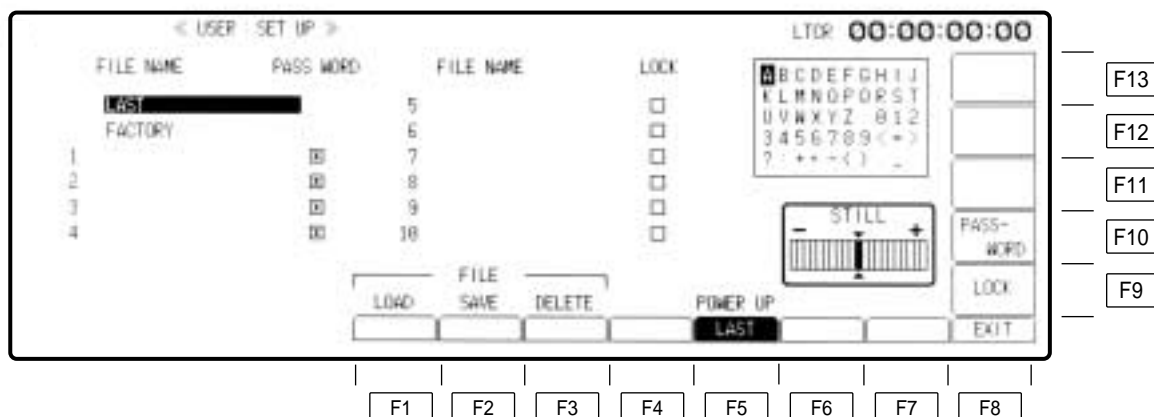 < USER : SET UP > LTCR 00:00:00:00
FILE NAME PASS WORD FILE NAME LOCK
LAST 5
FACTORY 6
1 7
2 8
3 9
4 10
ABCDEFGHIJ
KLMNOPQRST
UVWXYZ 012
3456789<=>
STILL
- +
PASS-
WORD
LOCK
FILE
LOAD SAVE DELETE POWER UP
LAST EXIT
F13
F12
F11
F10
F9
F1 F2 F3 F4 F5 F6 F7 F8